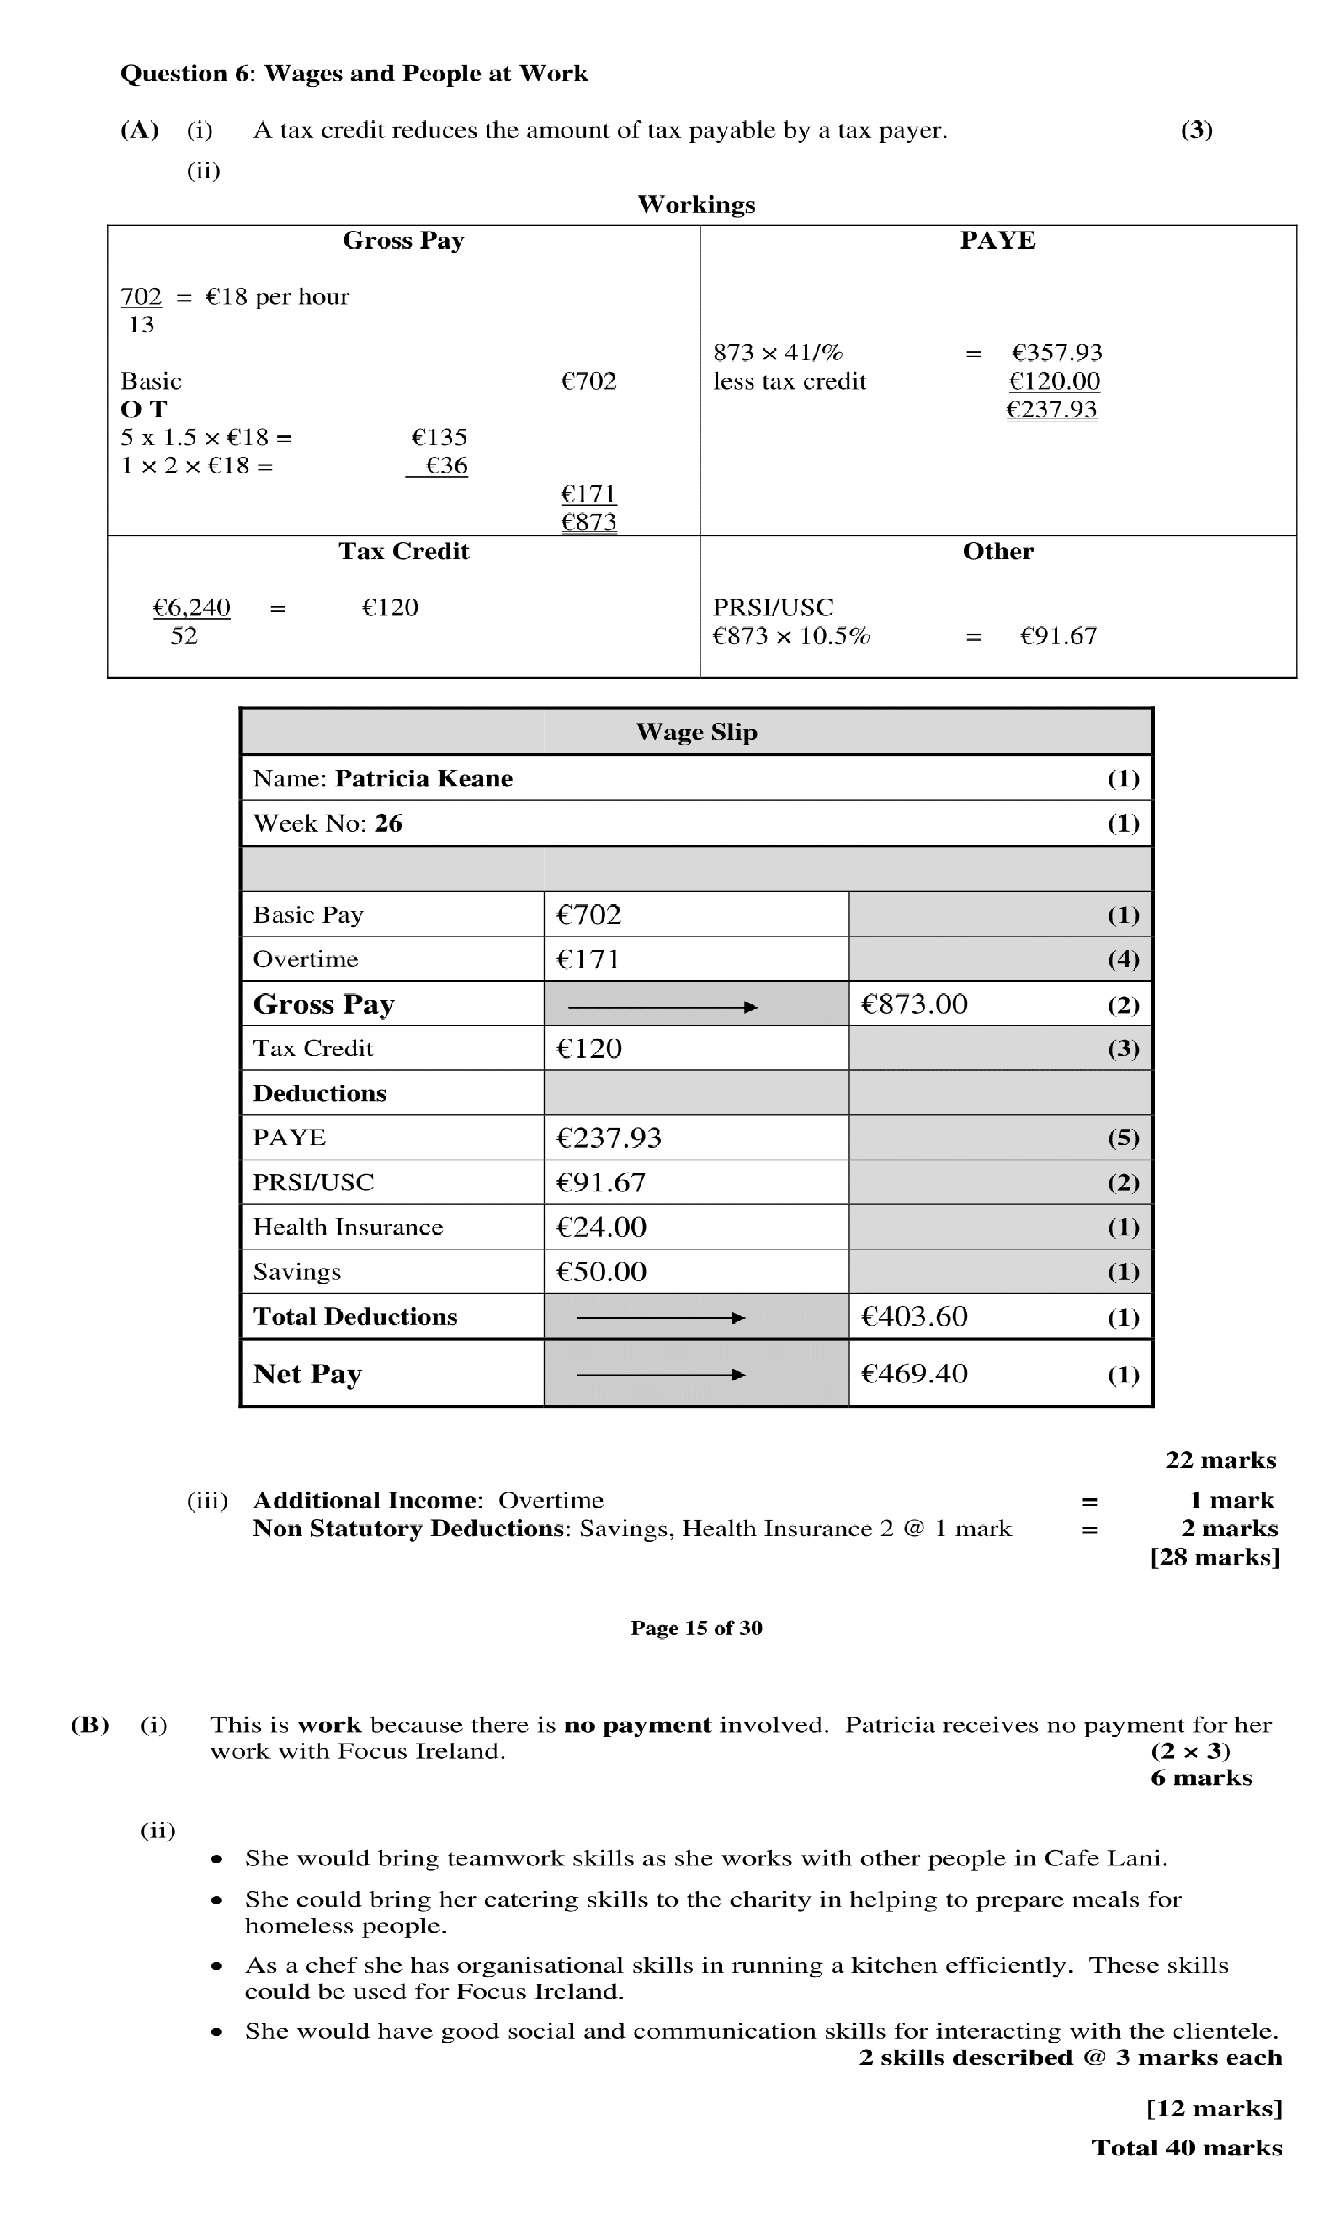 Question 6: Wages and People at Work
(A) (i) A tax credit reduces the amount of tax payable by a tax payer. (3)
(ii)
Workings
Gross Pay PAYE
702 = €18 per hour
13
873 × 41/% = €357.93
Basic €702 less tax credit €120.00
O T €237.93
5 x 1.5 × €18 = €135
1 × 2 × €18 = €36
€171
€873
Tax Credit Other
€6,240 = €120 PRSI/USC
52 €873 × 10.5% = €91.67
Wage Slip
Name: Patricia Keane (1)
Week No: 26 (1)
Basic Pay €702 (1)
Overtime €171 (4)
Gross Pay €873.00 (2)
Tax Credit €120 (3)
Deductions
PAYE €237.93 (5)
PRSI/USC €91.67 (2)
Health Insurance €24.00 (1)
Savings €50.00 (1)
Total Deductions €403.60 (1)
Net Pay €469.40 (1)
22 marks
(iii) Additional Income: Overtime = 1 mark
Non Statutory Deductions: Savings, Health Insurance 2 @ 1 mark = 2 marks
[28 marks]
Page 15 of 30
(B) (i) This is work because there is no payment involved. Patricia receives no payment for her
work with Focus Ireland. (2 × 3)
6 marks
(ii)
• She would bring teamwork skills as she works with other people in Cafe Lani.
• She could bring her catering skills to the charity in helping to prepare meals for
homeless people.
• As a chef she has organisational skills in running a kitchen efficiently. These skills
could be used for Focus Ireland.
• She would have good social and communication skills for interacting with the clientele.
2 skills described @ 3 marks each
[12 marks]
Total 40 marks